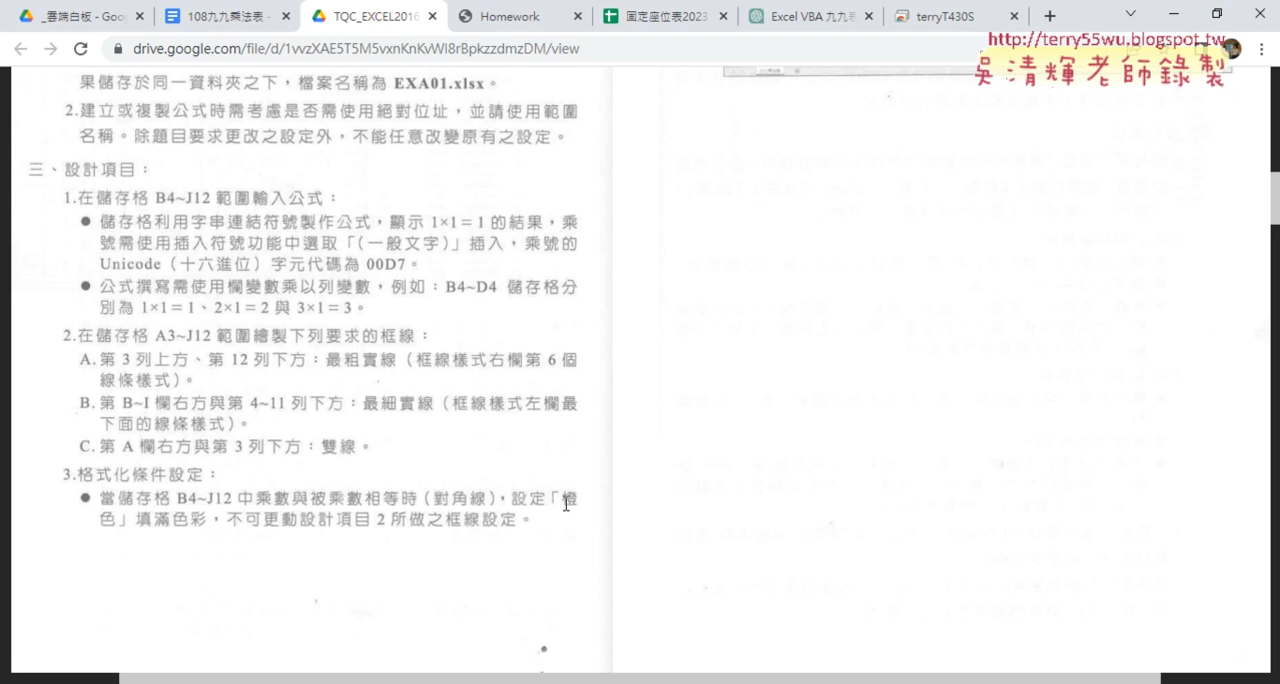 _雲端白板 - Goo
108九九乘法表 -
TQC_EXCEL2016
Homework
固定座位表2023
Excel VBA 九九
terryT430S
drive.google.com/file/d/1vvzXAE5T5M5vxnKnKvWI8rBpkzzdmzDM/view
http://terry55wu.blogspot.tw
吳清輝老師錄製
果儲存於同一資料夾之下，檔案名稱為 EXA01.xlsx。
2.建立或複製公式時需考慮是否需使用絕對位址，並請使用範圍
名稱。除題目要求更改之設定外，不能任意改變原有之設定。
三、設計項目：
1.在儲存格 B4~J12 範圍輸入公式：
● 儲存格利用字串連結符號製作公式，顯示 1×1=1 的結果，乘
號需使用插入符號功能中選取「(一般文字)」插入，乘號的
Unicode（十六進位）字元代碼為 00D7。
● 公式撰寫需使用欄變數乘以列變數，例如：B4~D4 儲存格分
別為 1×1=1、2×1=2 與 3×1=3。
2.在儲存格 A3~J12 範圍繪製下列要求的框線：
A.第 3 列上方、第 12 列下方：最粗實線（框線樣式右欄第 6 個
線條樣式）。
B.第 B~I 欄右方與第 4~11 列下方：最細實線（框線樣式左欄最
下面的線條樣式）。
C.第 A 欄右方與第 3 列下方：雙線。
3.格式化條件設定：
● 當儲存格 B4~J12 中乘數與被乘數相等時（對角線），設定「燈
色」填滿色彩，不可更動設計項目 2 所做之框線設定。